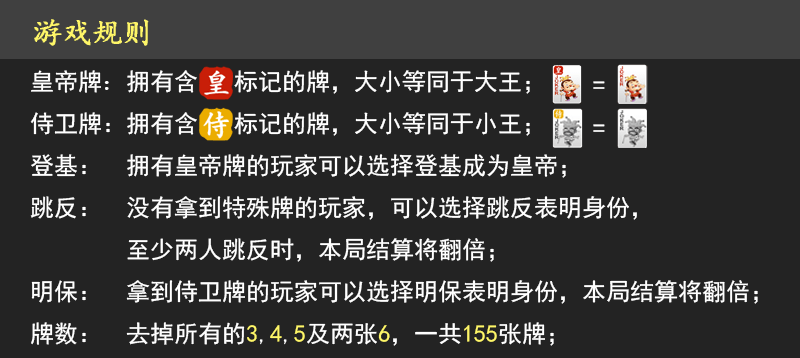 游戏规则
皇帝牌：拥有含皇标记的牌，大小等同于大王；皇 =
侍卫牌：拥有含侍标记的牌，大小等同于小王；侍 =
登基：拥有皇帝牌的玩家可以选择登基成为皇帝；
跳反：没有拿到特殊牌的玩家，可以选择跳反表明身份，
至少两人跳反时，本局结算将翻倍；
明保：拿到侍卫牌的玩家可以选择明保表明身份，本局结算将翻倍；
牌数：去掉所有的3,4,5及两张6，一共155张牌；